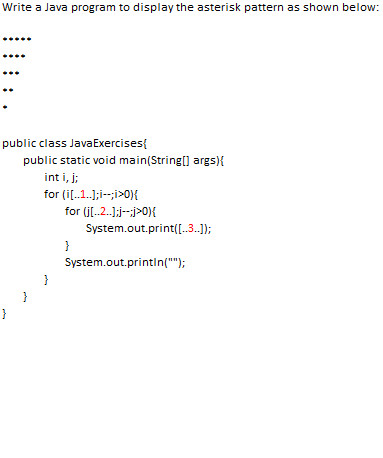 Write a Java program to display the asterisk pattern as shown below:
*****
****
***
**
*
public class JavaExercises{
public static void main(String[] args){
int i, j;
for (i[..1..];i--;i>0){
for (j[..2..];j--;j>0){
System.out.print([..3..]);
}
System.out.println("");
}
}
}